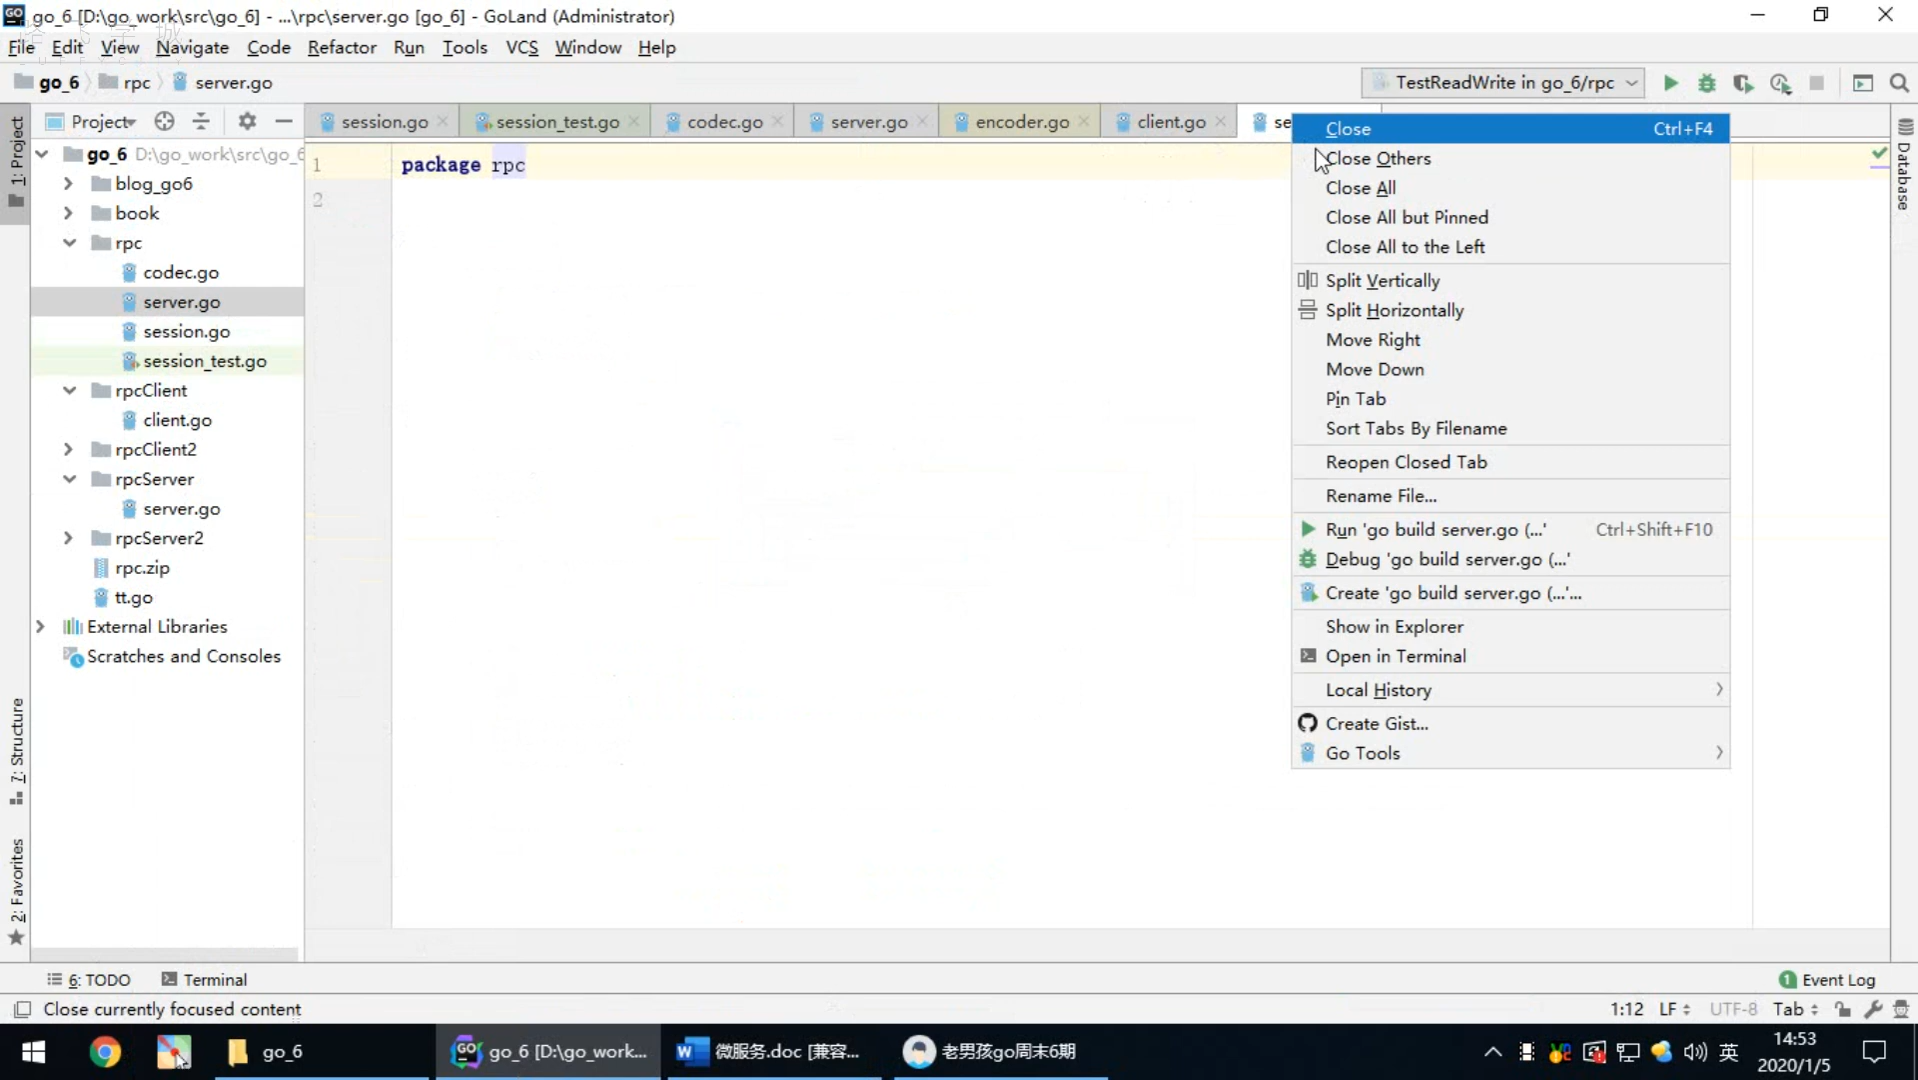 go_6 [D:\go_work\src\go_6] - ...\rpc\server.go [go_6] - GoLand (Administrator)
File Edit View Navigate Code Refactor Run Tools VCS Window Help
go_6 rpc server.go
TestReadWrite in go_6/rpc
1: Project
Project
session.go
session_test.go
codec.go
server.go
encoder.go
client.go
se
go_6 D:\go_work\src\go_6
blog_go6
book
rpc
codec.go
server.go
session.go
session_test.go
rpcClient
client.go
rpcClient2
rpcServer
server.go
rpcServer2
rpc.zip
tt.go
External Libraries
Scratches and Consoles
1 package rpc
2
Close Ctrl+F4
Close Others
Close All
Close All but Pinned
Close All to the Left
Split Vertically
Split Horizontally
Move Right
Move Down
Pin Tab
Sort Tabs By Filename
Reopen Closed Tab
Rename File...
Run 'go build server.go (...' Ctrl+Shift+F10
Debug 'go build server.go (...'
Create 'go build server.go (...'...
Show in Explorer
Open in Terminal
Local History
Create Gist...
Go Tools
Database
7: Structure
2: Favorites
6: TODO
Terminal
1 Event Log
Close currently focused content
1:12 LF UTF-8 Tab
go_6
go_6 [D:\go_work...
微服务.doc [兼容...
老男孩go周末6期
英
14:53
2020/1/5